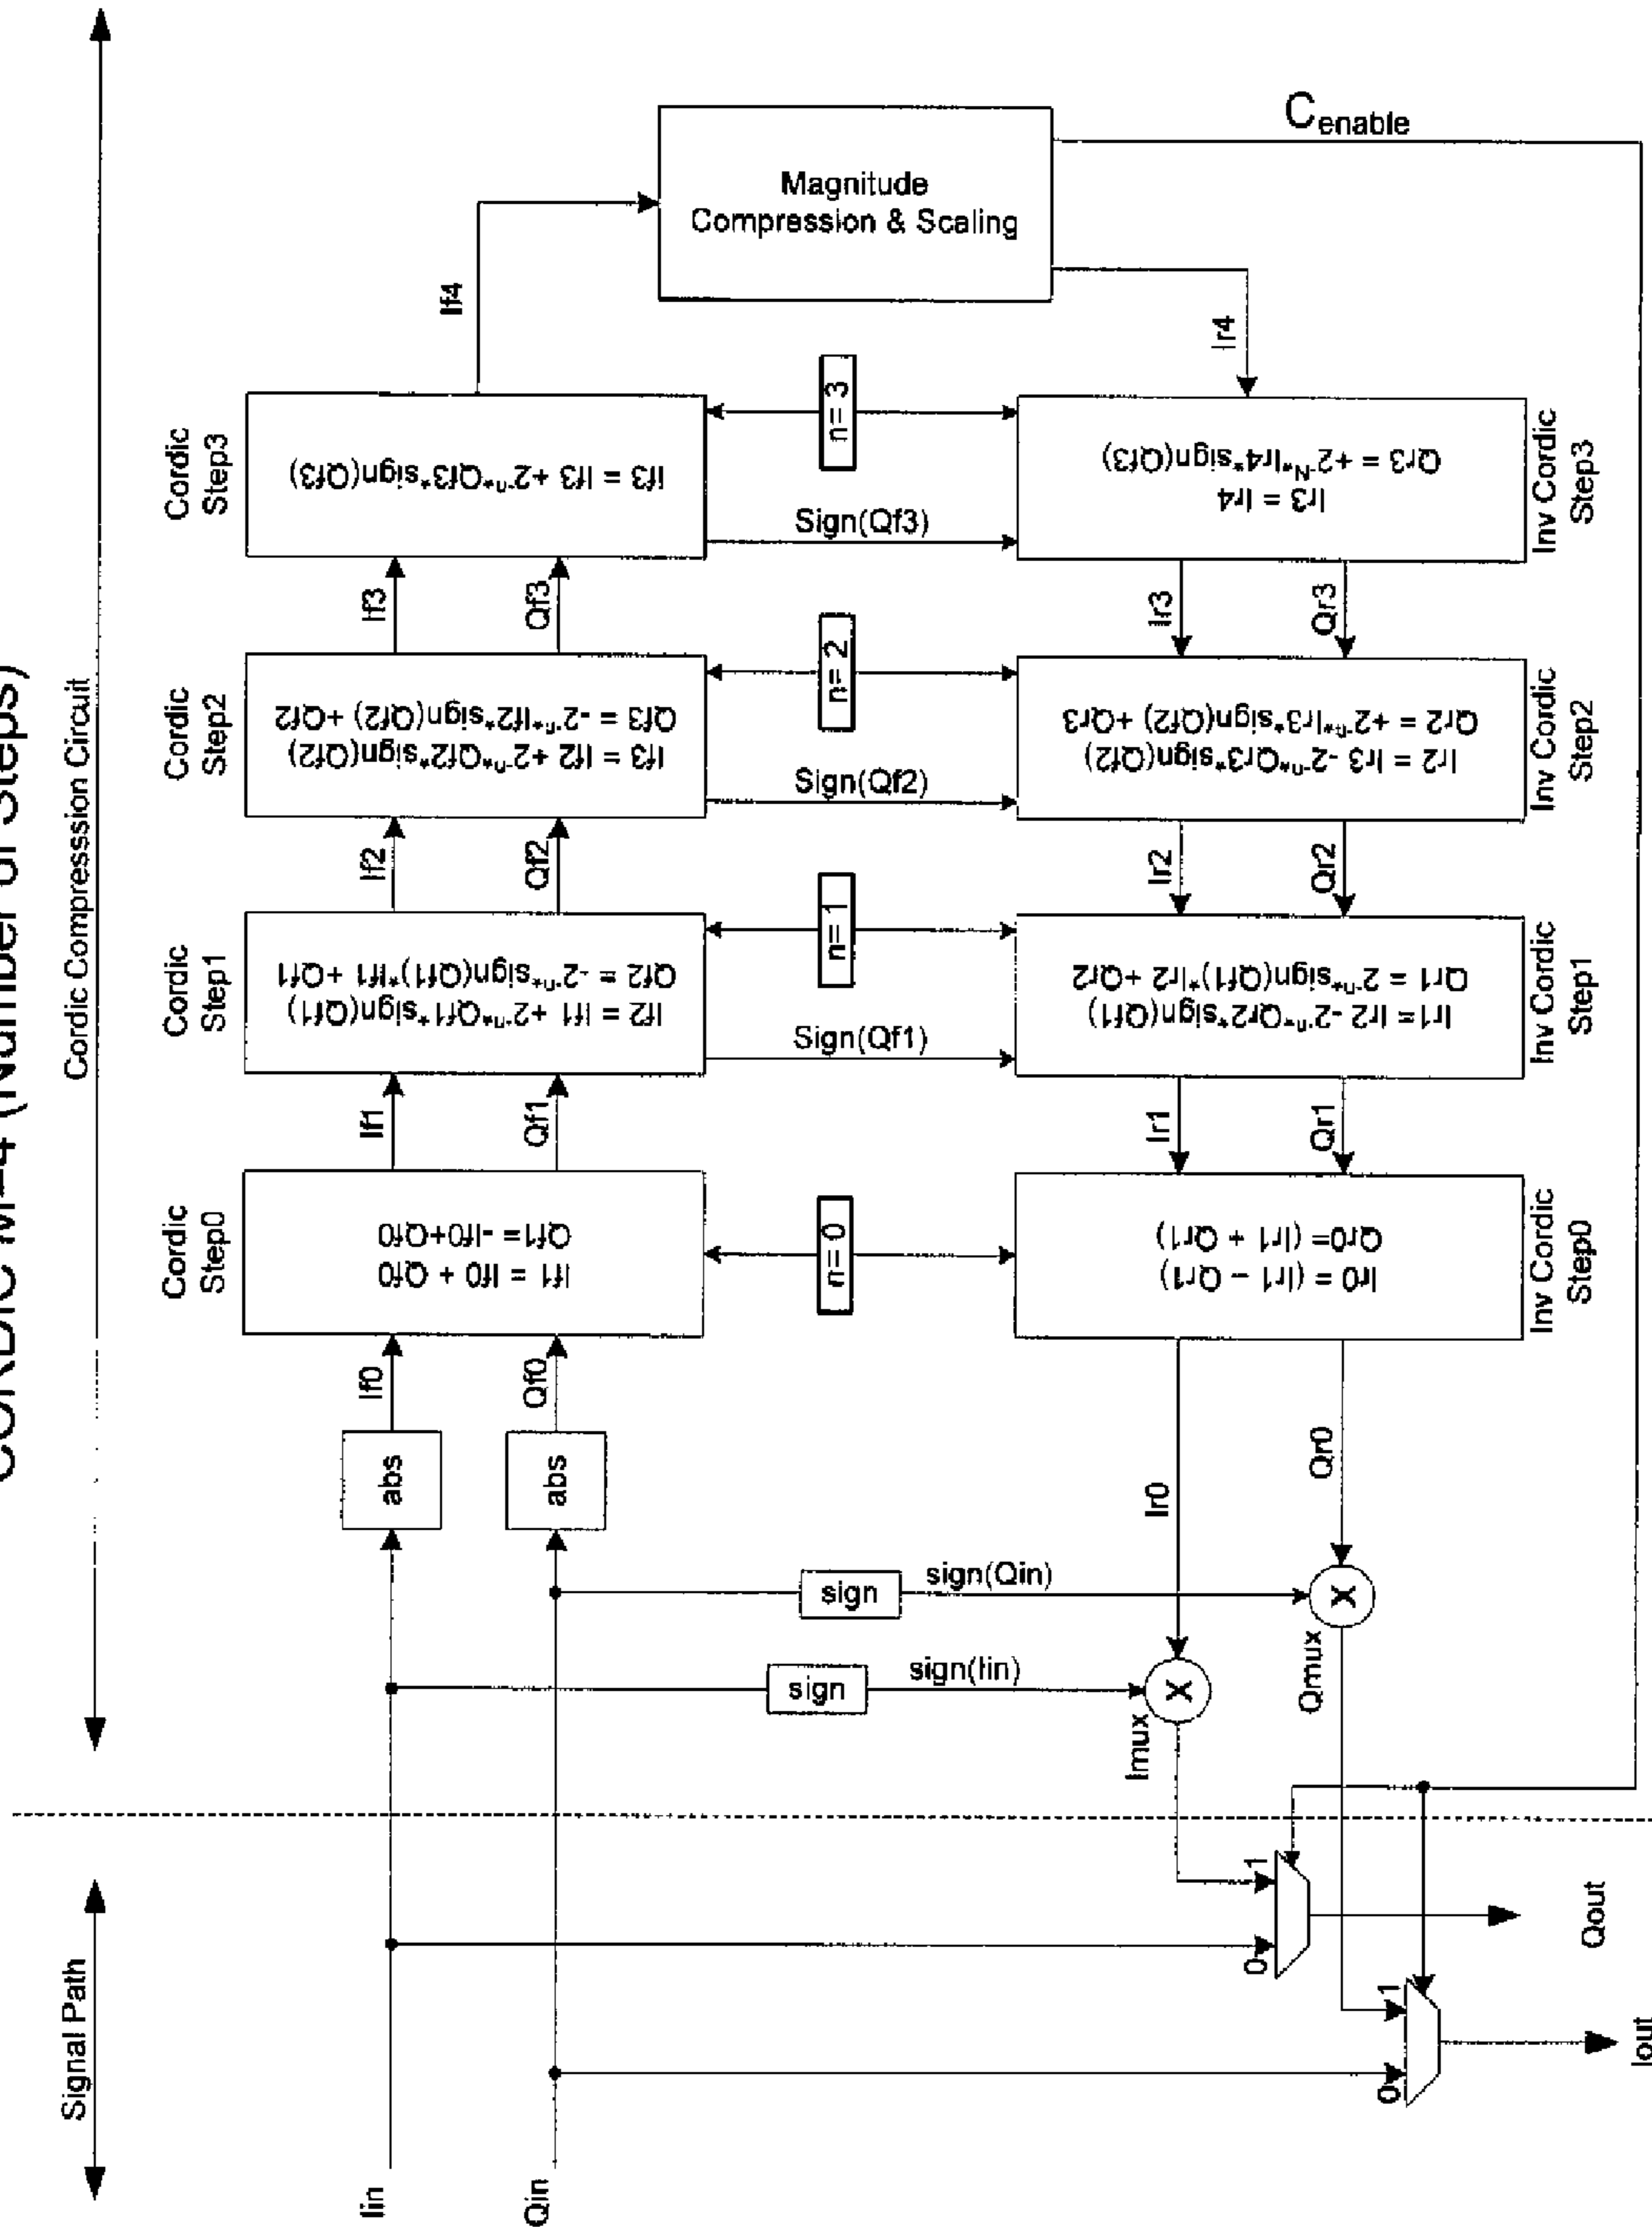 CORDIC M=4 (Number of Steps)
Signal Path
Cordic Compression Circuit
Iin
Qin
abs
abs
If0
Qf0
Cordic
Step0
If1 = If0 + Qf0
Qf1= -If0+Qf0
If1
Qf1
Cordic
Step1
If2 = If1 +2^-n*Qf1*sign(Qf1)
Qf2 = -2^-n*sign(Qf1)*If1 +Qf1
If2
Qf2
Cordic
Step2
If3 = If2 +2^-n*Qf2*sign(Qf2)
Qf3 = -2^-n*If2*sign(Qf2) +Qf2
If3
Qf3
Cordic
Step3
If3 = If3 +2^-n*Qf3*sign(Qf3)
If4
Magnitude
Compression & Scaling
C enable
sign
sign(Iin)
sign
sign(Qin)
n=0
n=1
Sign(Qf1)
n=2
Sign(Qf2)
n=3
Sign(Qf3)
Ir4
Ir3 = Ir4
Qr3 = +2^-N*Ir4*sign(Qf3)
Inv Cordic
Step3
Ir3
Qr3
Ir2 = Ir3 -2^-n*Qr3*sign(Qf2)
Qr2 = +2^-n*Ir3*sign(Qf2) +Qr3
Inv Cordic
Step2
Ir2
Qr2
Ir1= Ir2 -2^-n*Qr2*sign(Qf1)
Qr1 = 2^-n*sign(Qf1)*Ir2 +Qr2
Inv Cordic
Step1
Ir1
Qr1
Ir0 = (Ir1 – Qr1)
Qr0= (Ir1 + Qr1)
Inv Cordic
Step0
Ir0
Qr0
X
X
Imux
Qmux
0
1
0
1
Qout
Iout